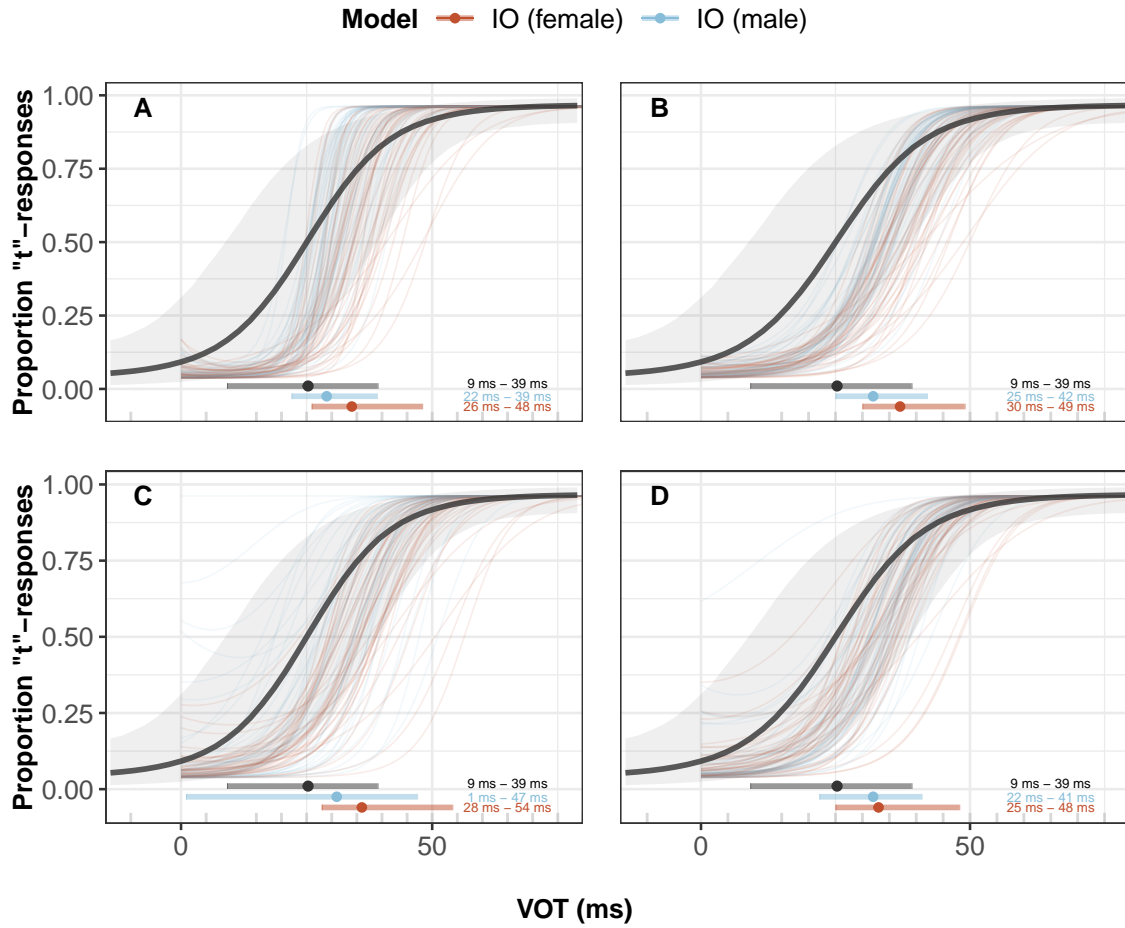 Model IO (female) IO (male)
A
B
1.00
0.75
0.50
0.25
0.00
Proportion "t"−responses
9 ms − 39 ms
22 ms − 39 ms
26 ms − 48 ms
9 ms − 39 ms
25 ms − 42 ms
30 ms − 49 ms
C
D
1.00
0.75
0.50
0.25
0.00
Proportion "t"−responses
9 ms − 39 ms
1 ms − 47 ms
28 ms − 54 ms
9 ms − 39 ms
22 ms − 41 ms
25 ms − 48 ms
0 50 0 50
VOT (ms)